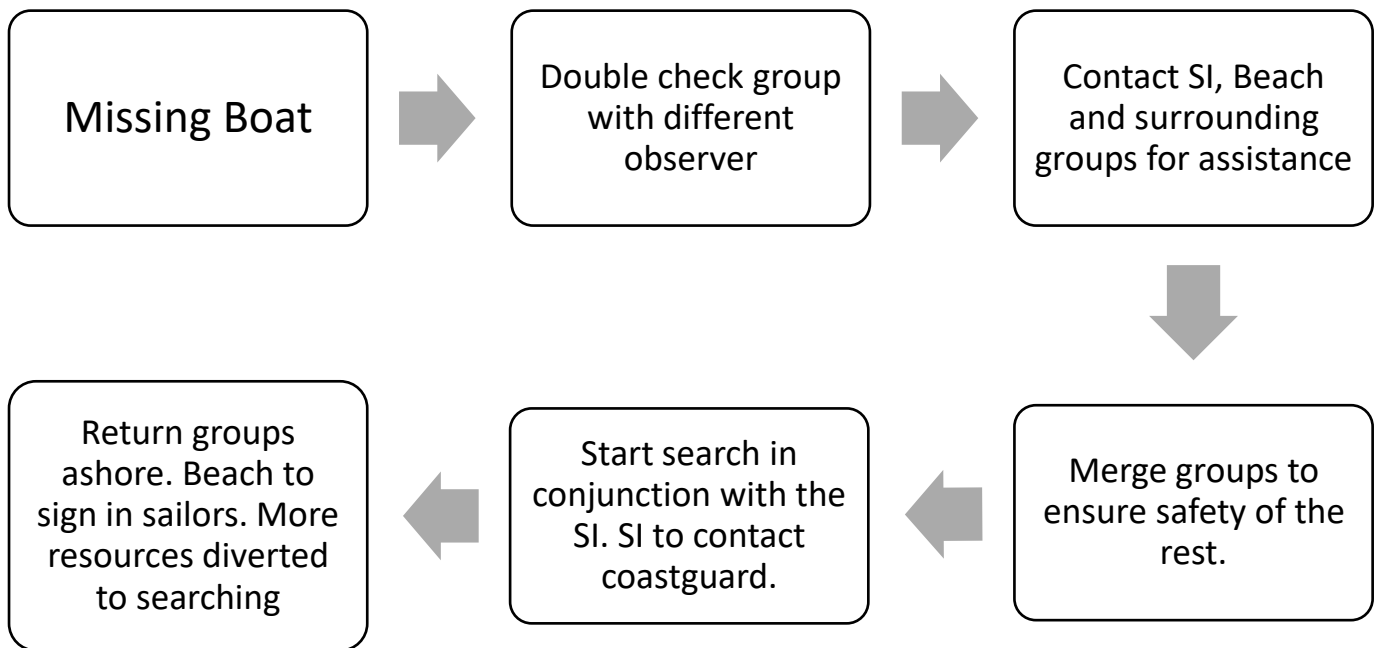 Missing Boat
Double check group
with different
observer
Contact SI, Beach
and surrounding
groups for assistance
Merge groups to
ensure safety of the
rest.
Start search in
conjunction with the
SI. SI to contact
coastguard.
Return groups
ashore. Beach to
sign in sailors. More
resources diverted
to searching